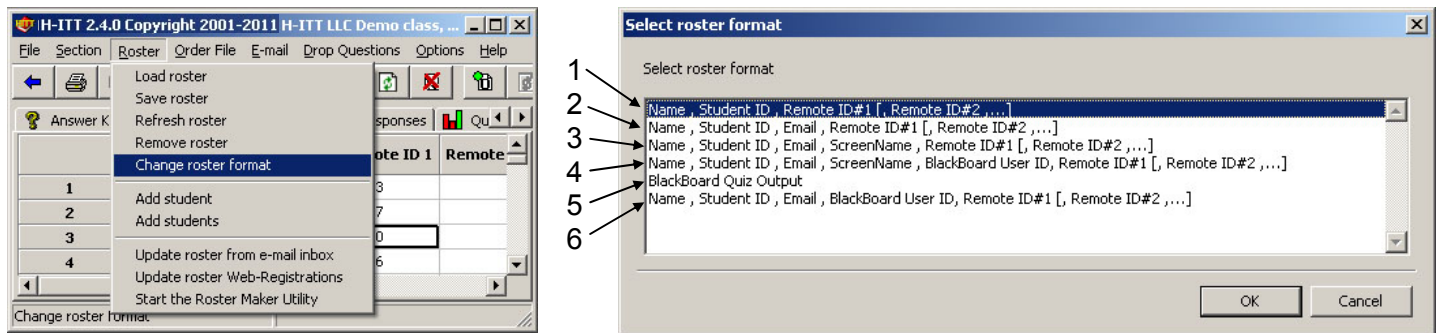 H-ITT 2.4.0 Copyright 2001-2011 H-ITT LLC Demo class, ...
File Section Roster Order File E-mail Drop Questions Options Help
Load roster
Save roster
Refresh roster
Remove roster
Change roster format
Add student
Add students
Update roster from e-mail inbox
Update roster Web-Registrations
Start the Roster Maker Utility
Answer K
sponses
Qu
ote ID 1 Remote
1 3
2 7
3 0
4 6
Change roster format
Select roster format
Select roster format
1 Name , Student ID , Remote ID#1 [, Remote ID#2 ,...]
2 Name , Student ID , Email , Remote ID#1 [, Remote ID#2 ,...]
3 Name , Student ID , Email , ScreenName , Remote ID#1 [, Remote ID#2 ,...]
4 Name , Student ID , Email , ScreenName , BlackBoard User ID, Remote ID#1 [, Remote ID#2 ,...]
5 BlackBoard Quiz Output
6 Name , Student ID , Email , BlackBoard User ID, Remote ID#1 [, Remote ID#2 ,...]
OK Cancel